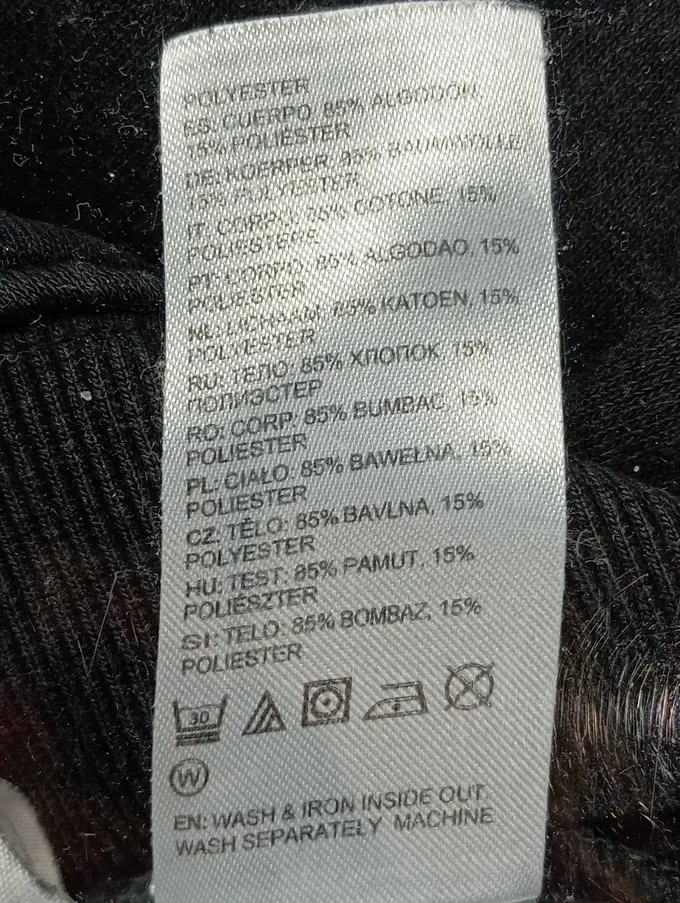 POLYESTER
ES: CUERPO: 85% ALGODON,
15% POLIÉSTER
DE: KOERPER: 85% BAUMWOLLE
15% POLYESTER
IT: CORPO: 85% COTONE, 15%
POLIESTERE
PT: CORPO: 85% ALGODAO, 15%
POLIESTER
NL: LICHAAM: 85% KATOEN, 15%
POLYESTER
RU: ТЕЛО: 85% ХЛОПОК, 15%
ПОЛИЭСТЕР
RO: CORP: 85% BUMBAC, 15%
POLIESTER
PL: CIAŁO: 85% BAWEŁNA, 15%
POLIESTER
CZ: TĚLO: 85% BAVLNA, 15%
POLYESTER
HU: TEST: 85% PAMUT, 15%
POLIÉSZTER
SI: TELO: 85% BOMBAZ, 15%
POLIESTER
30
W
EN: WASH & IRON INSIDE OUT
WASH SEPARATELY MACHINE